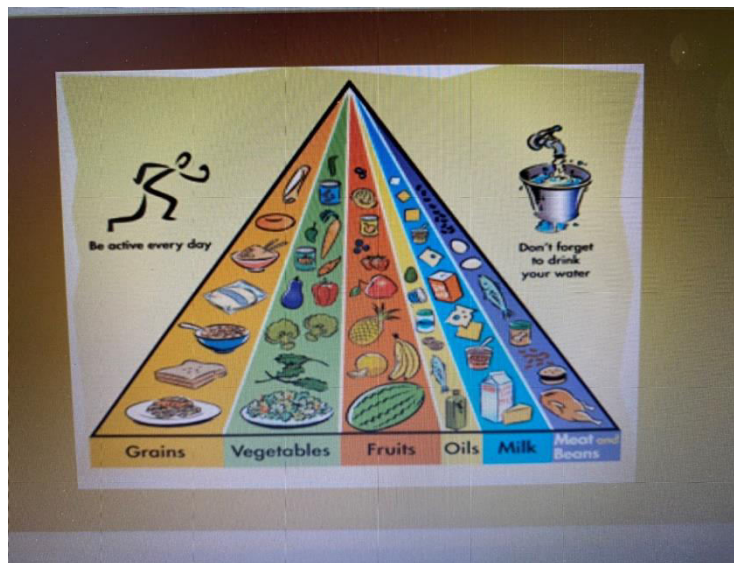 Be active every day
Don't forget
to drink
your water
Grains
Vegetables
Fruits
Oils
Milk
Meat and
Beans